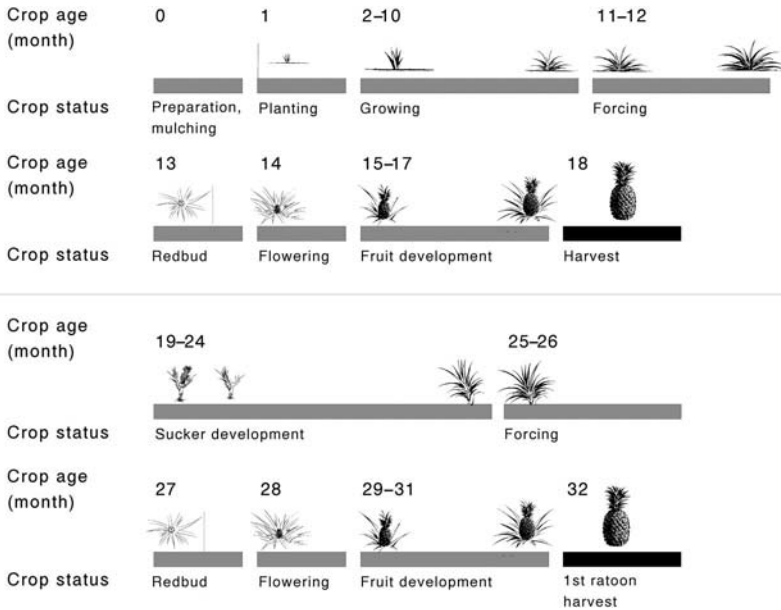 Crop age
(month)
0
1
2–10
11–12
Crop status
Preparation,
mulching
Planting
Growing
Forcing
Crop age
(month)
13
14
15–17
18
Crop status
Redbud
Flowering
Fruit development
Harvest
Crop age
(month)
19–24
25–26
Crop status
Sucker development
Forcing
Crop age
(month)
27
28
29–31
32
Crop status
Redbud
Flowering
Fruit development
1st ratoon
harvest